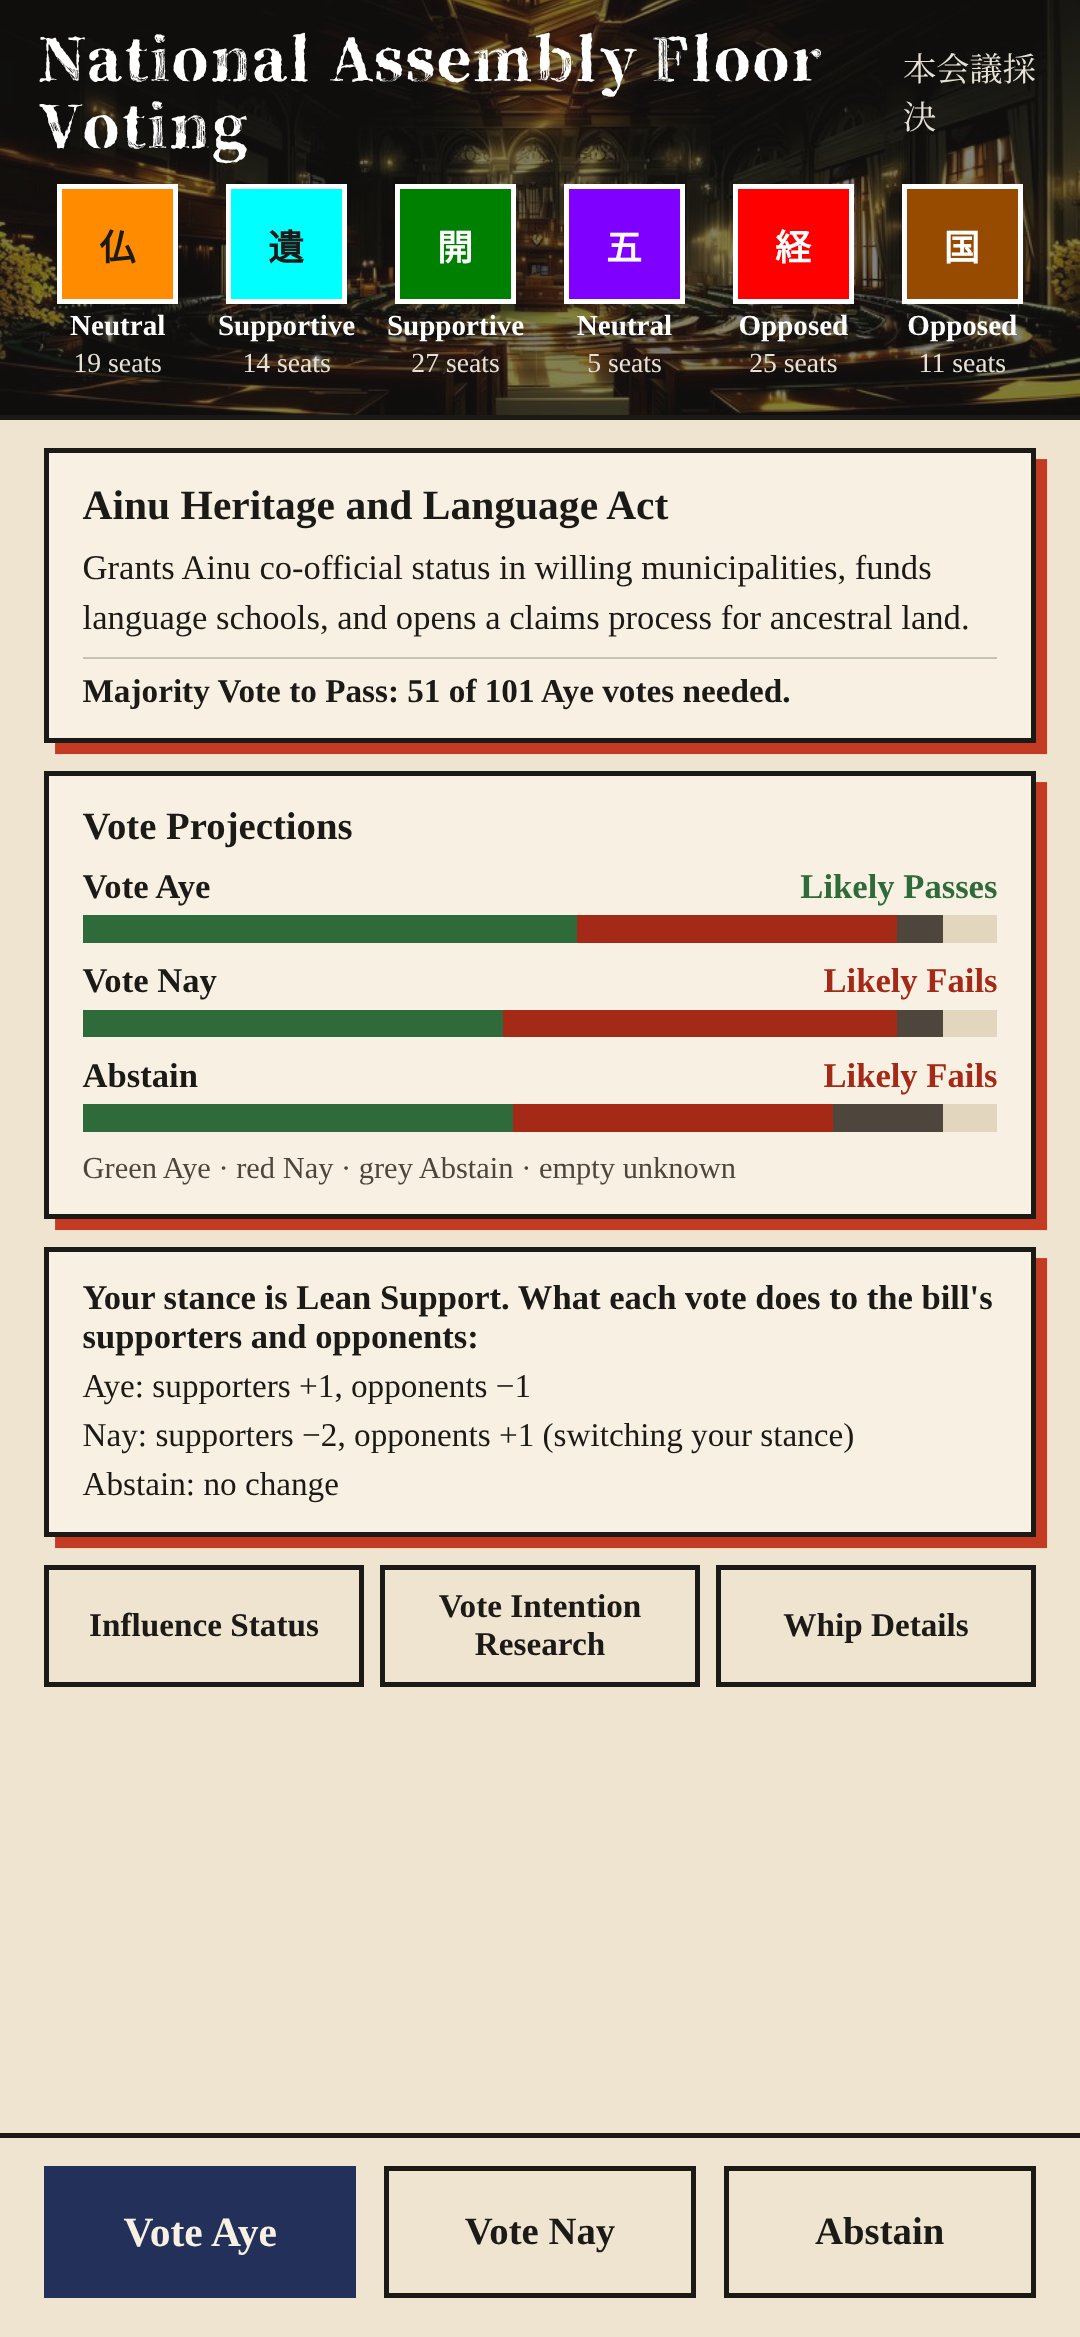 National Assembly Floor
Voting
本会議採
決
仏 遺 開 五 経 国
Neutral Supportive Supportive Neutral Opposed Opposed
19 seats 14 seats 27 seats 5 seats 25 seats 11 seats
Ainu Heritage and Language Act
Grants Ainu co-official status in willing municipalities, funds
language schools, and opens a claims process for ancestral land.
Majority Vote to Pass: 51 of 101 Aye votes needed.
Vote Projections
Vote Aye Likely Passes
Vote Nay Likely Fails
Abstain Likely Fails
Green Aye · red Nay · grey Abstain · empty unknown
Your stance is Lean Support. What each vote does to the bill's
supporters and opponents:
Aye: supporters +1, opponents −1
Nay: supporters −2, opponents +1 (switching your stance)
Abstain: no change
Influence Status
Vote Intention
Research
Whip Details
Vote Aye Vote Nay Abstain